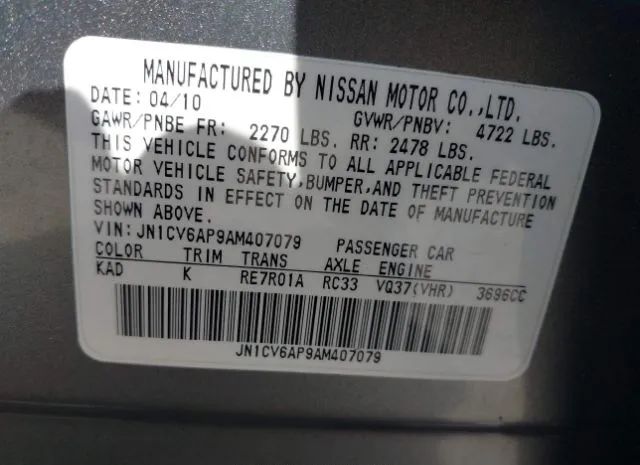 MANUFACTURED BY NISSAN MOTOR CO.,LTD.
DATE: 04/10 GVWR/PNBV: 4722 LBS.
GAWR/PNBE FR: 2270 LBS. RR: 2478 LBS.
THIS VEHICLE CONFORMS TO ALL APPLICABLE FEDERAL
MOTOR VEHICLE SAFETY,BUMPER,AND THEFT PREVENTION
STANDARDS IN EFFECT ON THE DATE OF MANUFACTURE
SHOWN ABOVE.
VIN: JN1CV6AP9AM407079 PASSENGER CAR
COLOR TRIM TRANS AXLE ENGINE
KAD K RE7R01A RC33 VQ37(VHR) 3696CC
JN1CV6AP9AM407079